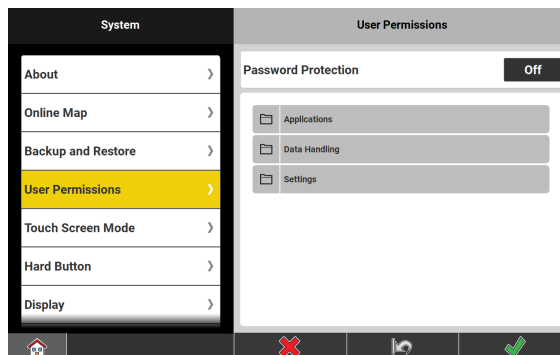 System
User Permissions
About
Online Map
Backup and Restore
User Permissions
Touch Screen Mode
Hard Button
Display
Password Protection
Off
Applications
Data Handling
Settings